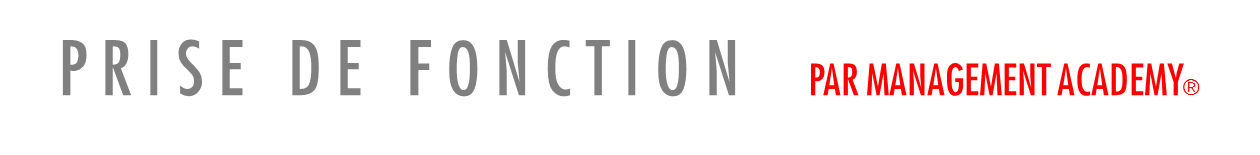 PRISE DE FONCTION PAR MANAGEMENT ACADEMY®